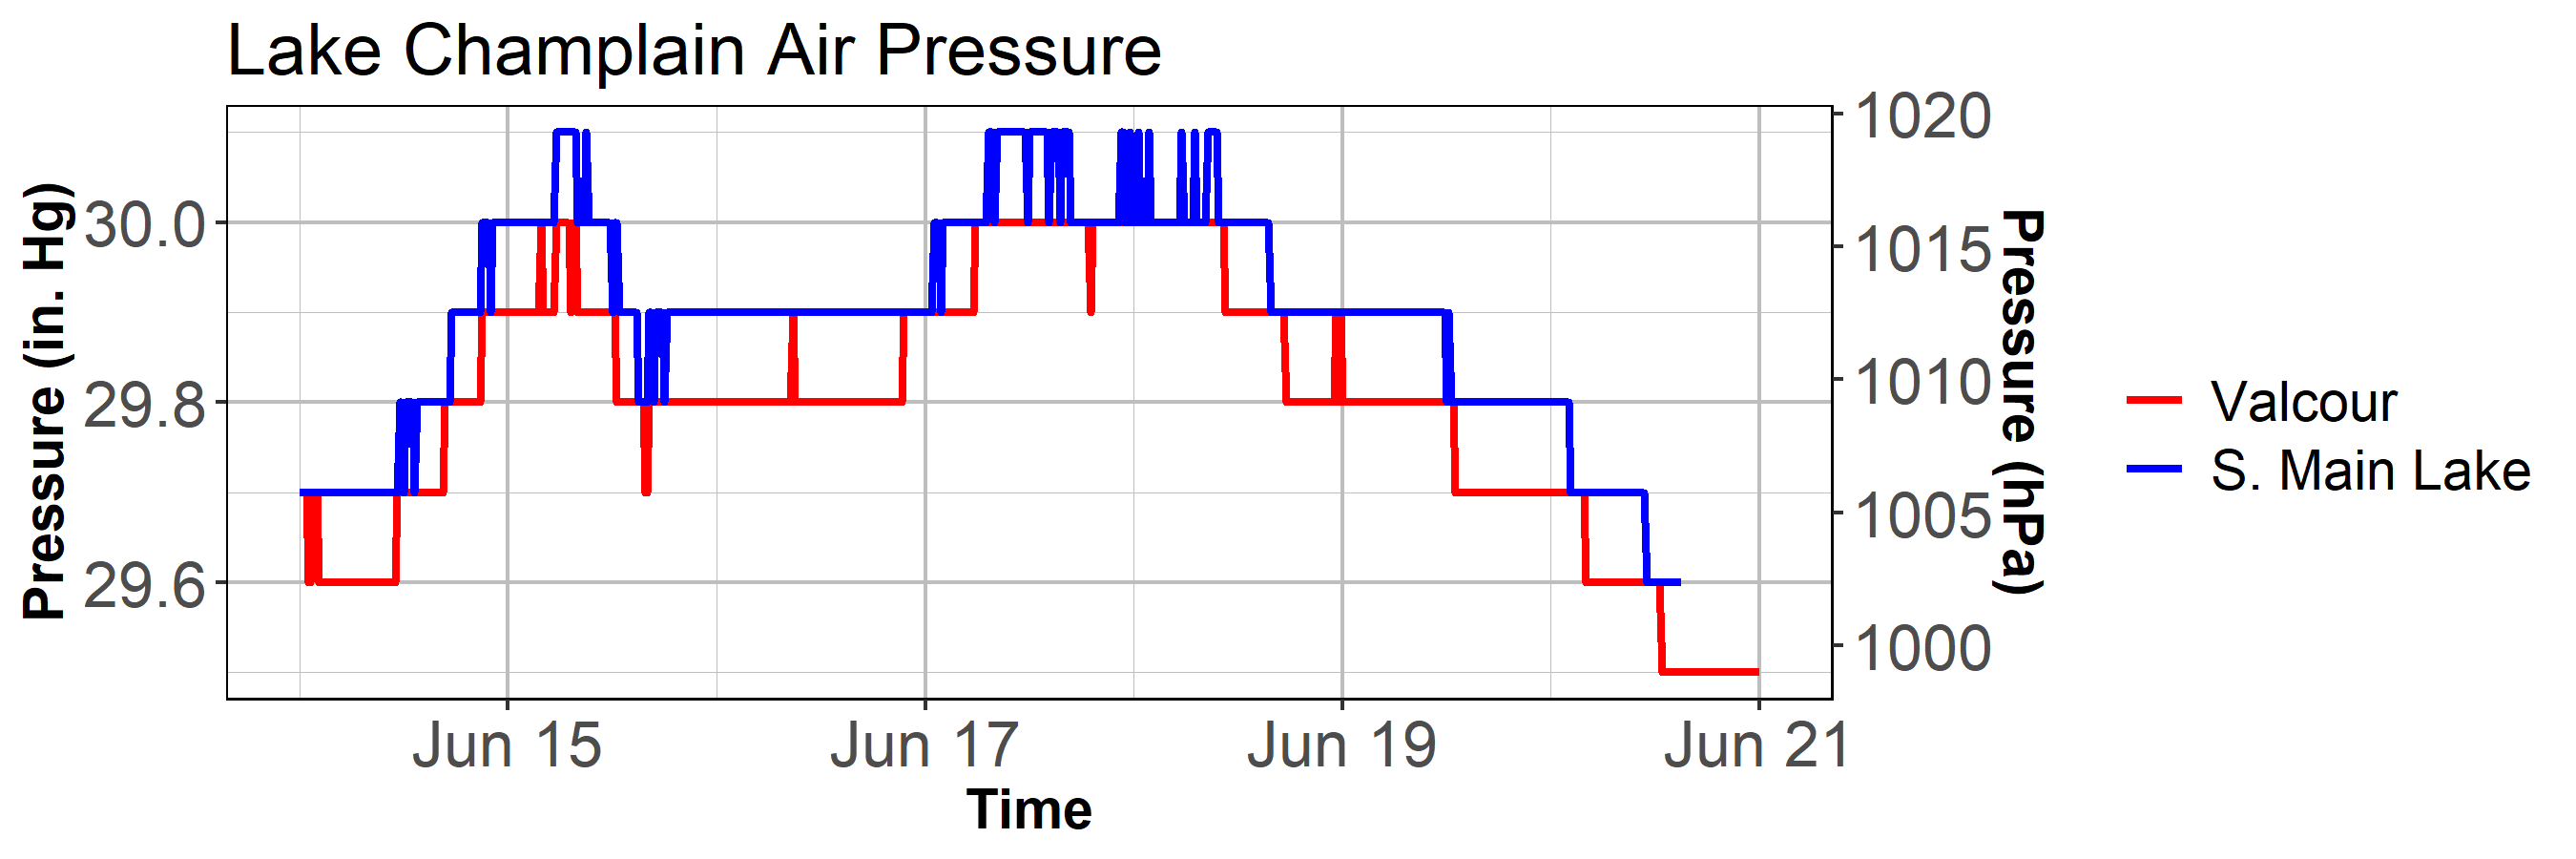 Lake Champlain Air Pressure
Pressure (in. Hg)
30.0
29.8
29.6
1020
1015
1010
1005
1000
Pressure (hPa)
Jun 15
Jun 17
Jun 19
Jun 21
Time
Valcour
S. Main Lake